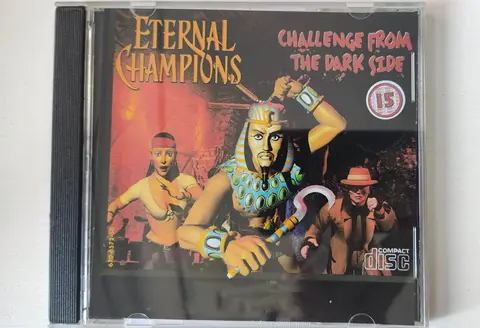 ETERNAL
CHAMPIONS
CHALLENGE FROM
THE DARK SIDE
15
COMPACT
disc